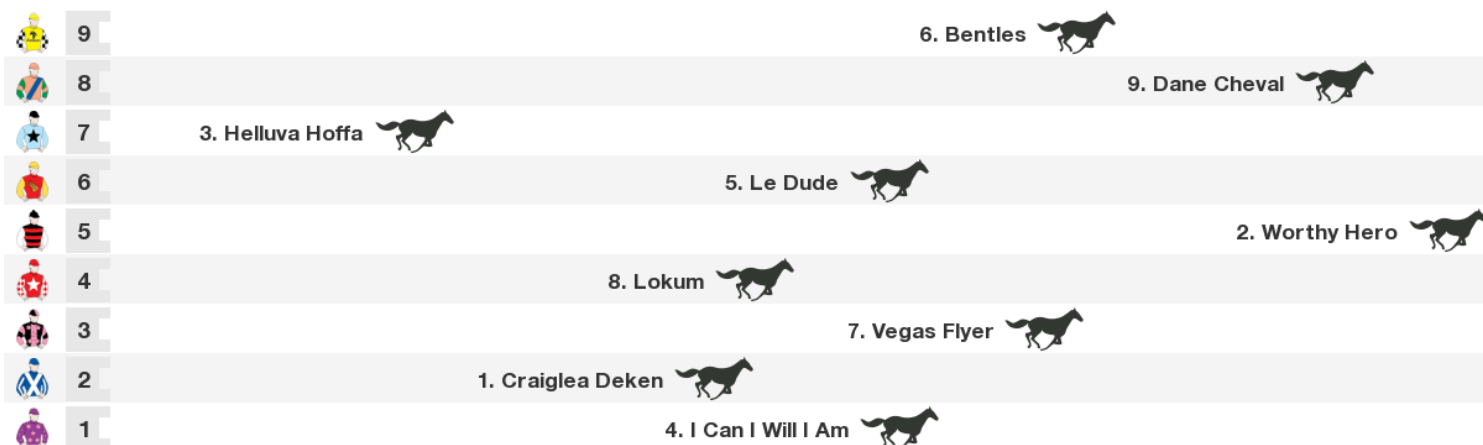 9 6. Bentles
8 9. Dane Cheval
7 3. Helluva Hoffa
6 5. Le Dude
5 2. Worthy Hero
4 8. Lokum
3 7. Vegas Flyer
2 1. Craiglea Deken
1 4. I Can I Will I Am